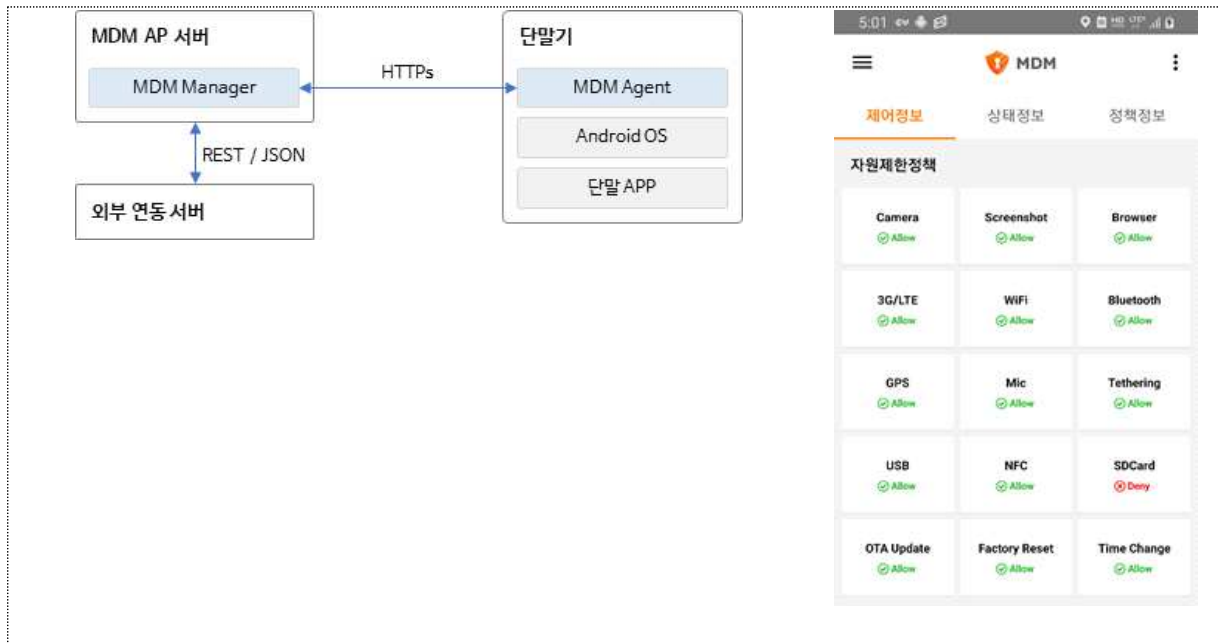 MDM AP 서버
MDM Manager
HTTPs
REST / JSON
외부 연동 서버
단말기
MDM Agent
Android OS
단말 APP
5:01
MDM
제어정보 상태정보 정책정보
자원제한정책
Camera Screenshot Browser
Allow Allow Allow
3G/LTE WiFi Bluetooth
Allow Allow Allow
GPS Mic Tethering
Allow Allow Allow
USB NFC SDCard
Allow Allow Deny
OTA Update Factory Reset Time Change
Allow Allow Allow